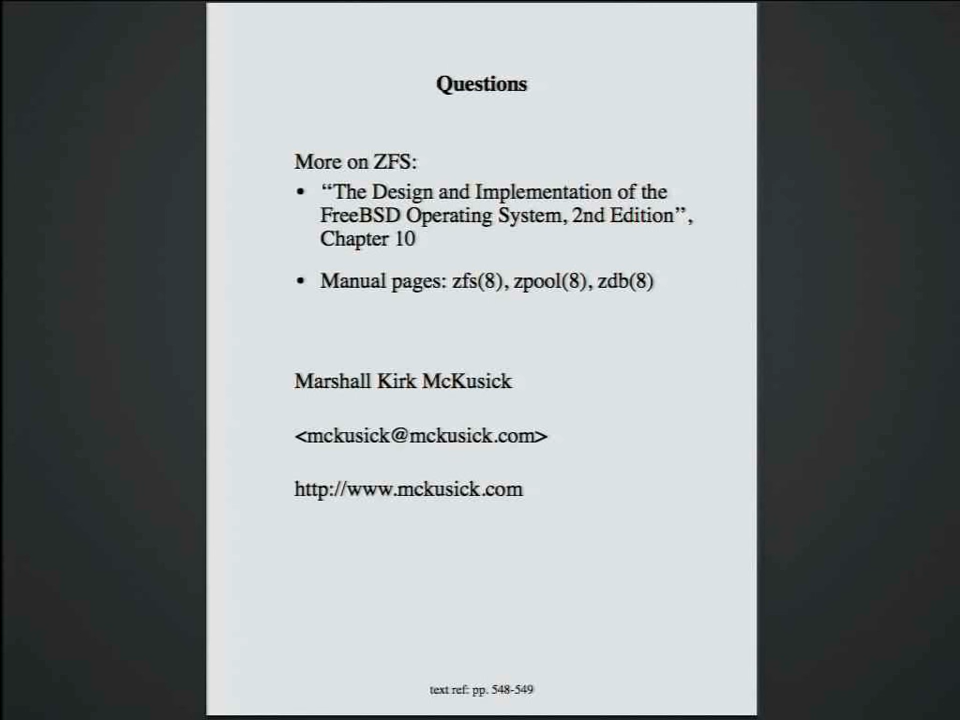 Questions
More on ZFS:
• “The Design and Implementation of the
FreeBSD Operating System, 2nd Edition”,
Chapter 10
• Manual pages: zfs(8), zpool(8), zdb(8)
Marshall Kirk McKusick
<mckusick@mckusick.com>
http://www.mckusick.com
text ref: pp. 548-549